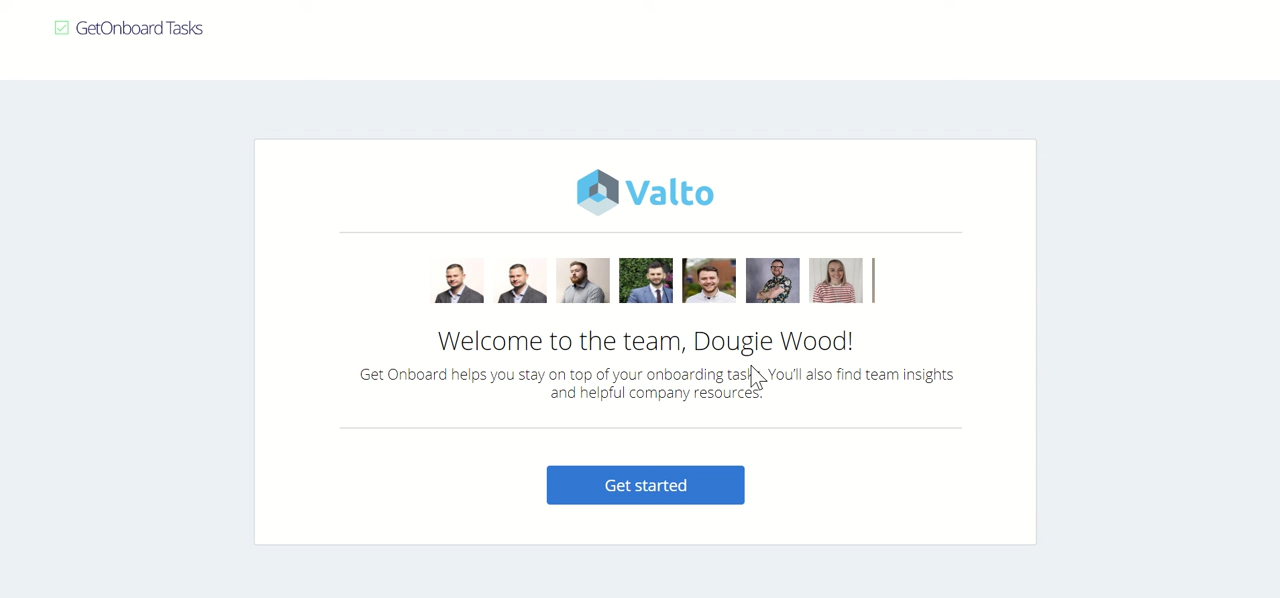 GetOnboard Tasks
Valto
Welcome to the team, Dougie Wood!
Get Onboard helps you stay on top of your onboarding tasks. You'll also find team insights
and helpful company resources.
Get started